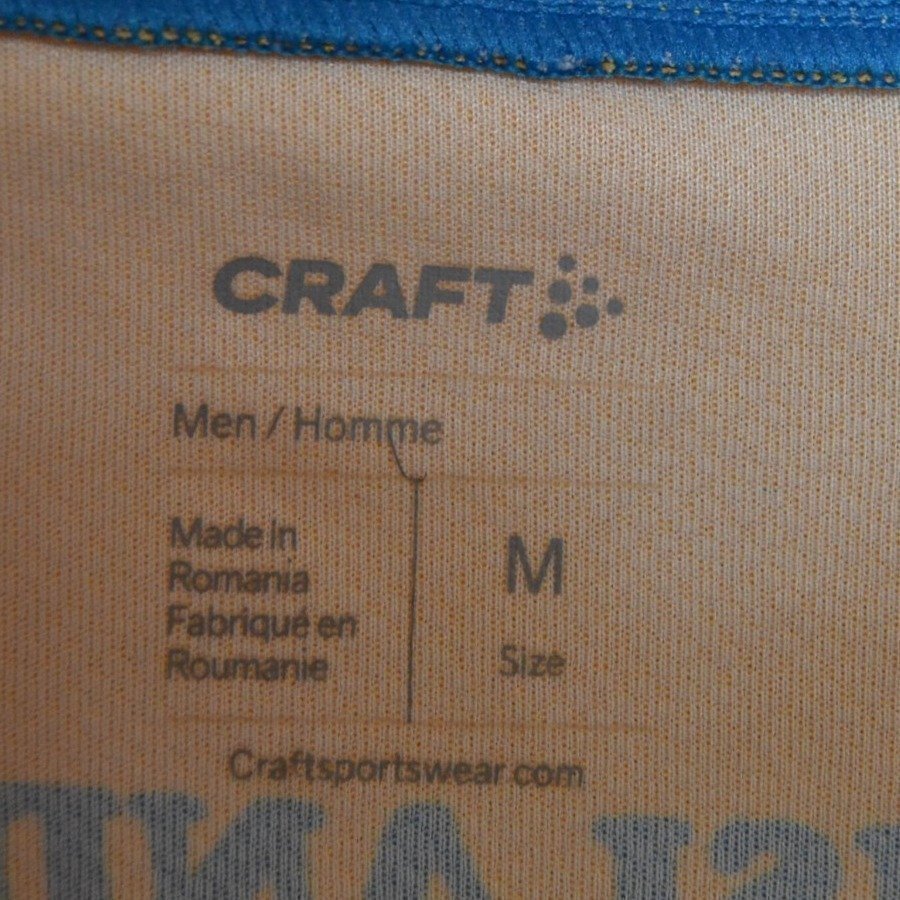 CRAFT
Men / Homme
Made in
Romania
Fabriqué en
Roumanie
M
Size
Craftsportswear.com